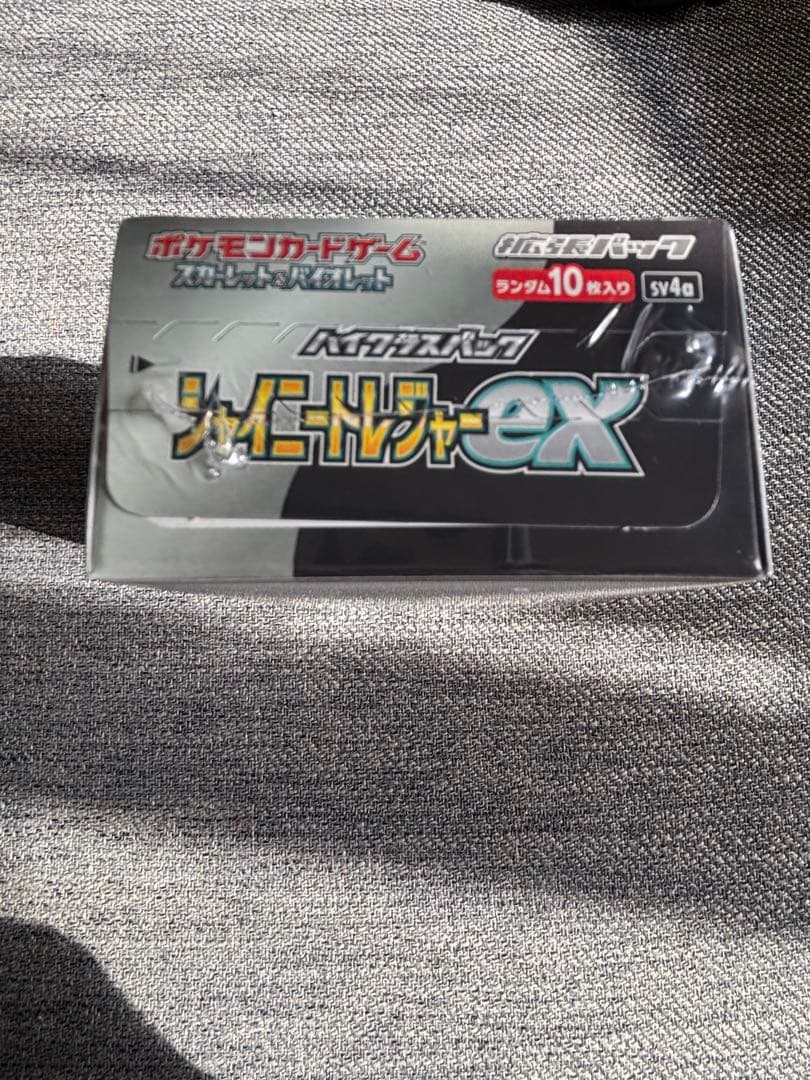 ポケモンカードゲーム
スカーレット&バイオレット
拡張パック
ランダム10枚入り
sv4a
ハイクラスパック
シャイニートレジャーex